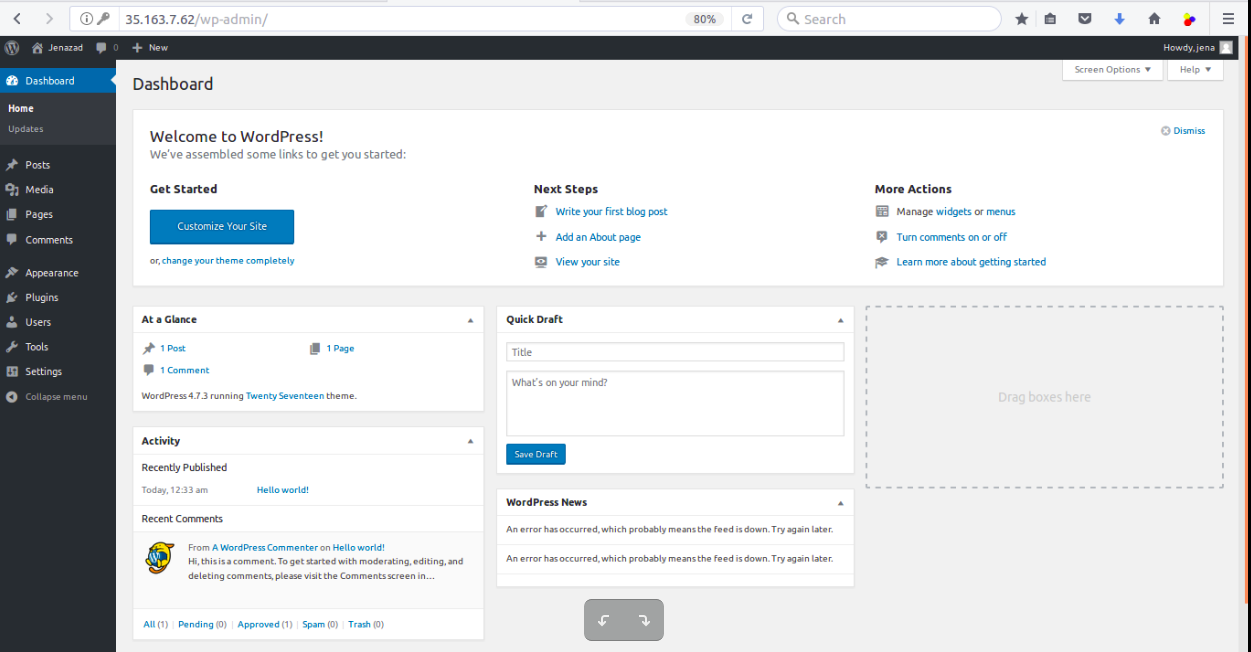 35.163.7.62/wp-admin/
80%
Search
Jenazad
0
New
Howdy, jena
Dashboard
Home
Updates
Posts
Media
Pages
Comments
Appearance
Plugins
Users
Tools
Settings
Collapse menu
Screen Options
Help
Dashboard
Welcome to WordPress!
We've assembled some links to get you started:
Dismiss
Get Started
Customize Your Site
or, change your theme completely
Next Steps
Write your first blog post
Add an About page
View your site
More Actions
Manage widgets or menus
Turn comments on or off
Learn more about getting started
At a Glance
1 Post
1 Page
1 Comment
WordPress 4.7.3 running Twenty Seventeen theme.
Activity
Recently Published
Today, 12:33 am Hello world!
Recent Comments
From A WordPress Commenter on Hello world!
Hi, this is a comment. To get started with moderating, editing, and
deleting comments, please visit the Comments screen in…
All (1) | Pending (0) | Approved (1) | Spam (0) | Trash (0)
Quick Draft
Title
What's on your mind?
Save Draft
WordPress News
An error has occurred, which probably means the feed is down. Try again later.
An error has occurred, which probably means the feed is down. Try again later.
Drag boxes here